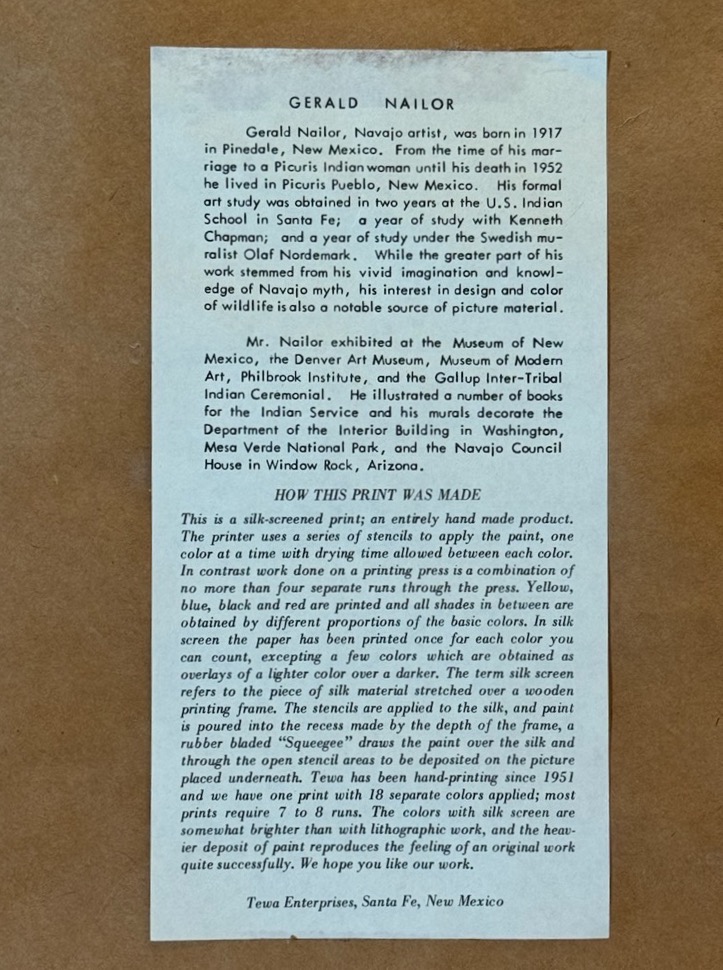 GERALD NAILOR
Gerald Nailor, Navajo artist, was born in 1917
in Pinedale, New Mexico. From the time of his mar-
riage to a Picuris Indian woman until his death in 1952
he lived in Picuris Pueblo, New Mexico. His formal
art study was obtained in two years at the U.S. Indian
School in Santa Fe; a year of study with Kenneth
Chapman; and a year of study under the Swedish mu-
ralist Olaf Nordemark. While the greater part of his
work stemmed from his vivid imagination and knowl-
edge of Navajo myth, his interest in design and color
of wildlife is also a notable source of picture material.
Mr. Nailor exhibited at the Museum of New
Mexico, the Denver Art Museum, Museum of Modern
Art, Philbrook Institute, and the Gallup Inter-Tribal
Indian Ceremonial. He illustrated a number of books
for the Indian Service and his murals decorate the
Department of the Interior Building in Washington,
Mesa Verde National Park, and the Navajo Council
House in Window Rock, Arizona.
HOW THIS PRINT WAS MADE
This is a silk-screened print; an entirely hand made product.
The printer uses a series of stencils to apply the paint, one
color at a time with drying time allowed between each color.
In contrast work done on a printing press is a combination of
no more than four separate runs through the press. Yellow,
blue, black and red are printed and all shades in between are
obtained by different proportions of the basic colors. In silk
screen the paper has been printed once for each color you
can count, excepting a few colors which are obtained as
overlays of a lighter color over a darker. The term silk screen
refers to the piece of silk material stretched over a wooden
printing frame. The stencils are applied to the silk, and paint
is poured into the recess made by the depth of the frame, a
rubber bladed "Squeegee" draws the paint over the silk and
through the open stencil areas to be deposited on the picture
placed underneath. Tewa has been hand-printing since 1951
and we have one print with 18 separate colors applied; most
prints require 7 to 8 runs. The colors with silk screen are
somewhat brighter than with lithographic work, and the heav-
ier deposit of paint reproduces the feeling of an original work
quite successfully. We hope you like our work.
Tewa Enterprises, Santa Fe, New Mexico